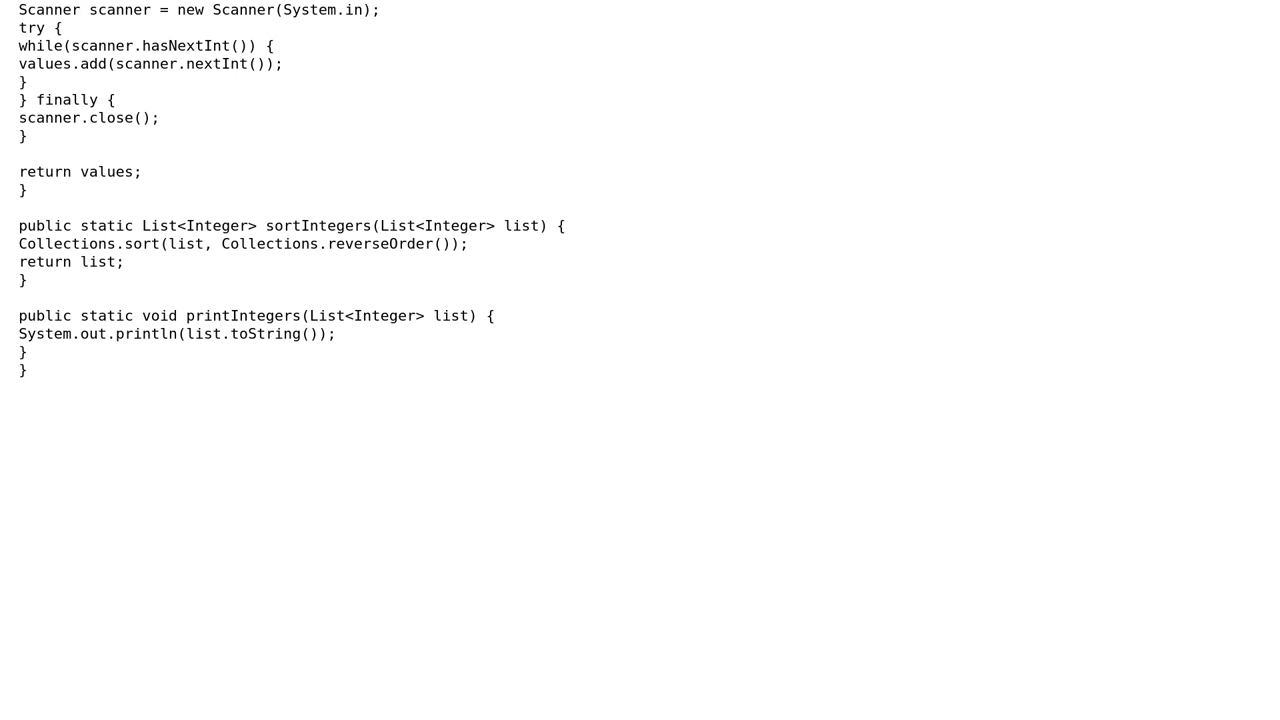 Scanner scanner = new Scanner(System.in);
try {
while(scanner.hasNextInt()) {
values.add(scanner.nextInt());
}
} finally {
scanner.close();
}

return values;
}

public static List<Integer> sortIntegers(List<Integer> list) {
Collections.sort(list, Collections.reverseOrder());
return list;
}

public static void printIntegers(List<Integer> list) {
System.out.println(list.toString());
}
}